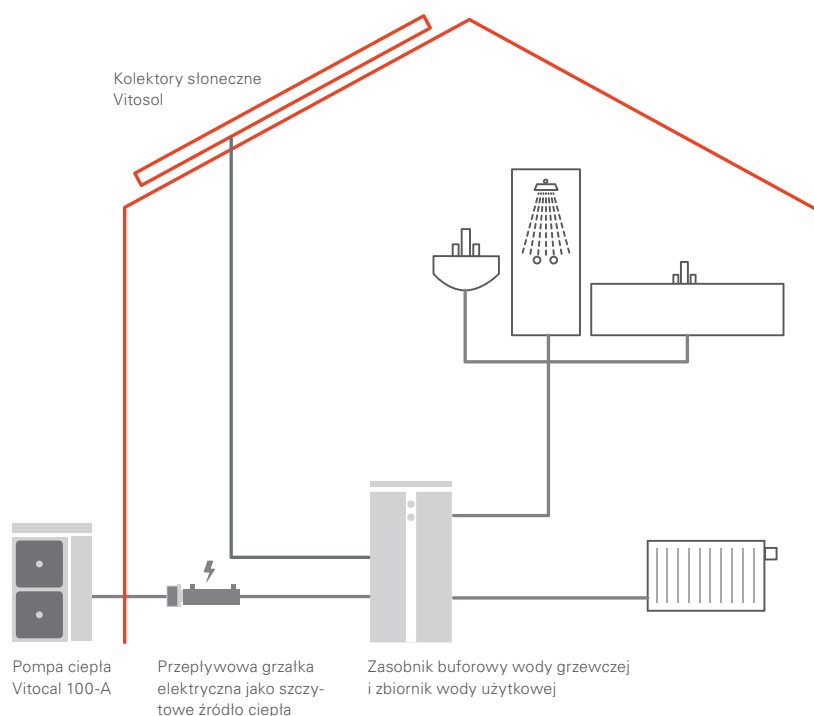 Kolektory słoneczne
Vitosol
Pompa ciepła
Vitocal 100-A
Przepływowa grzałka
elektryczna jako szczy-
towe źródło ciepła
Zasobnik buforowy wody grzewczej
i zbiornik wody użytkowej